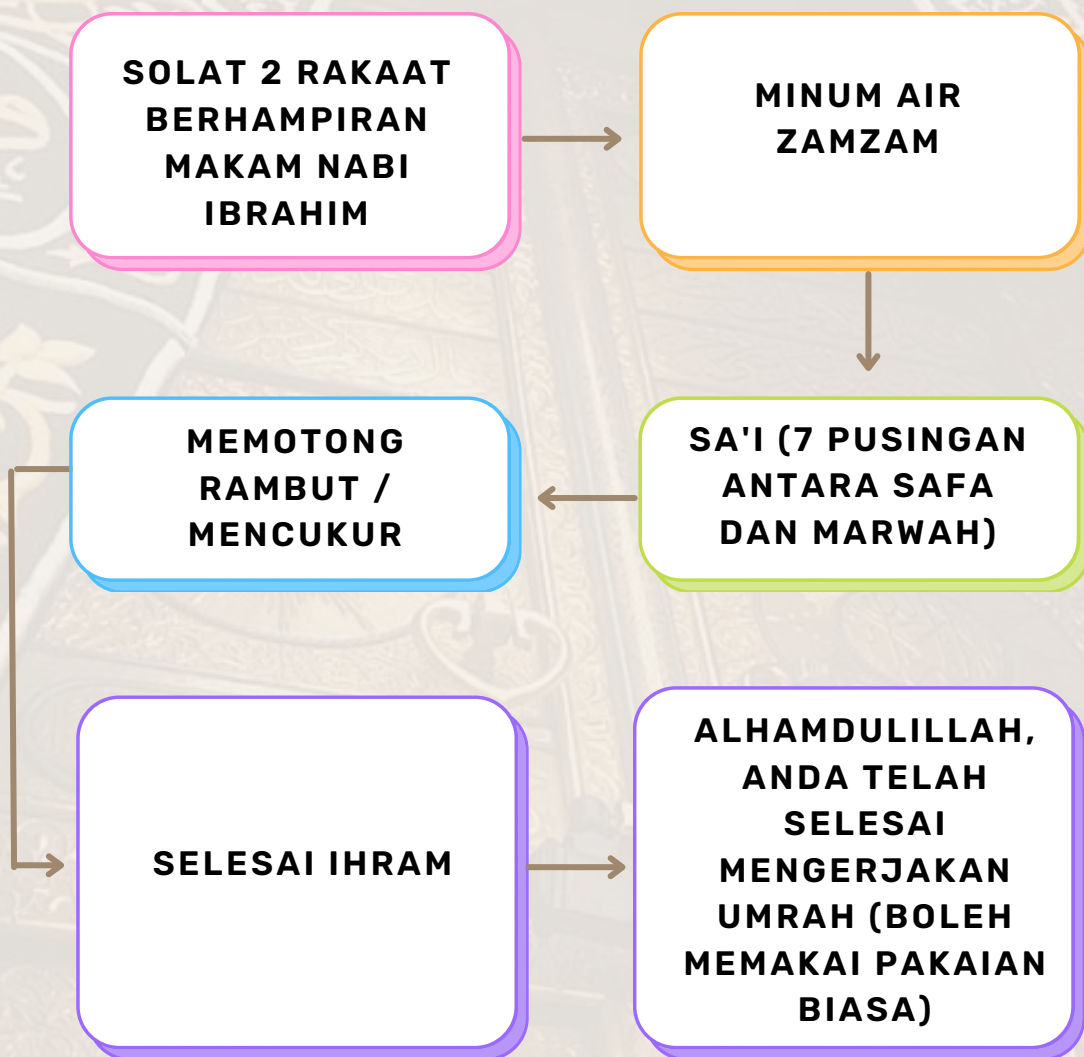 SOLAT 2 RAKAAT
BERHAMPIRAN
MAKAM NABI
IBRAHIM
MINUM AIR
ZAMZAM
SA'I (7 PUSINGAN
ANTARA SAFA
DAN MARWAH)
MEMOTONG
RAMBUT /
MENCUKUR
SELESAI IHRAM
ALHAMDULILLAH,
ANDA TELAH
SELESAI
MENGERJAKAN
UMRAH (BOLEH
MEMAKAI PAKAIAN
BIASA)